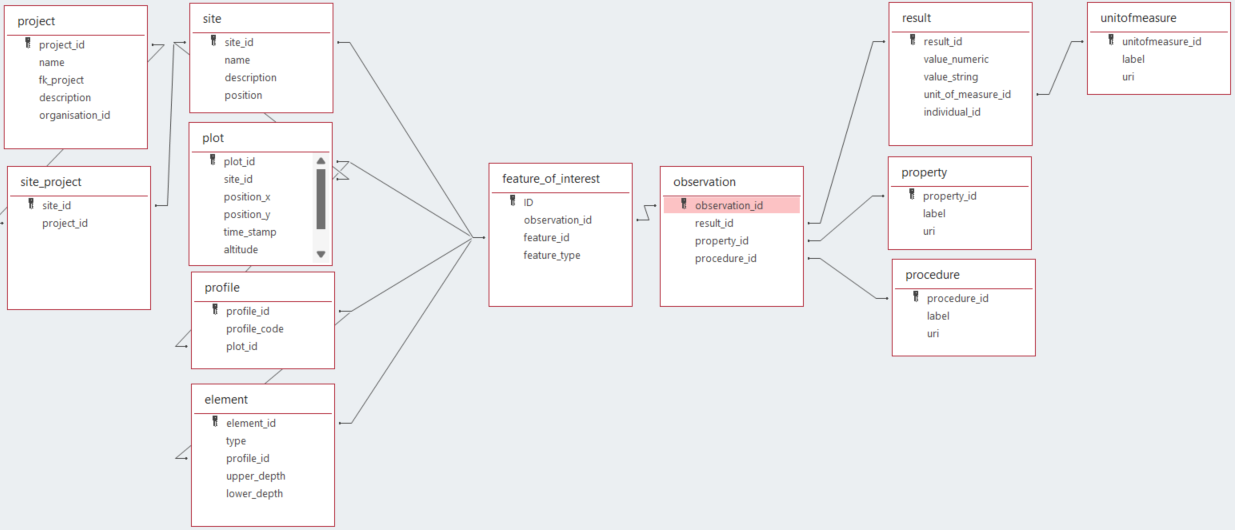 project
project_id
name
fk_project
description
organisation_id
site
site_id
name
description
position
site_project
site_id
project_id
plot
plot_id
site_id
position_x
position_y
time_stamp
altitude
profile
profile_id
profile_code
plot_id
element
element_id
type
profile_id
upper_depth
lower_depth
feature_of_interest
ID
observation_id
feature_id
feature_type
observation
observation_id
result_id
property_id
procedure_id
result
result_id
value_numeric
value_string
unit_of_measure_id
individual_id
property
property_id
label
uri
procedure
procedure_id
label
uri
unitofmeasure
unitofmeasure_id
label
uri